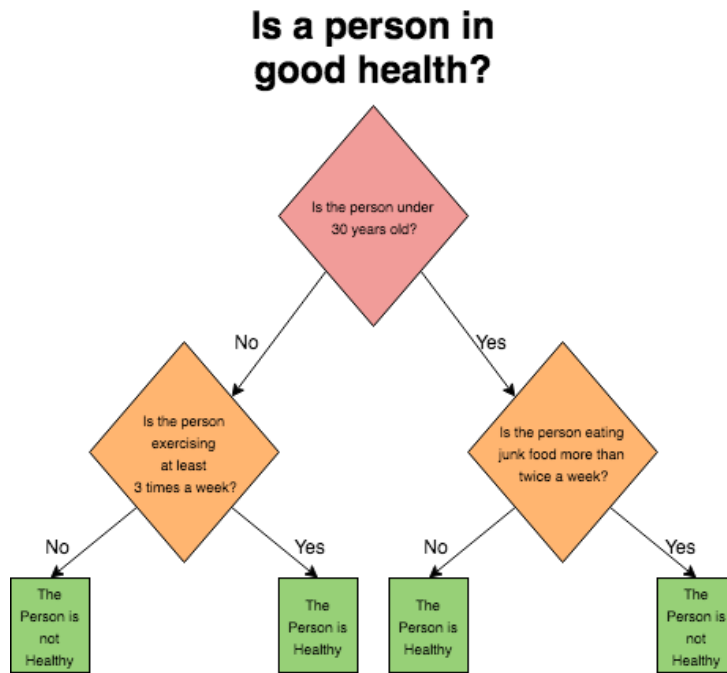 Is a person in
good health?
Is the person under
30 years old?
No
Yes
Is the person
exercising
at least
3 times a week?
Is the person eating
junk food more than
twice a week?
No
Yes
No
Yes
The
Person is
not
Healthy
The
Person is
Healthy
The
Person is
Healthy
The
Person is
not
Healthy